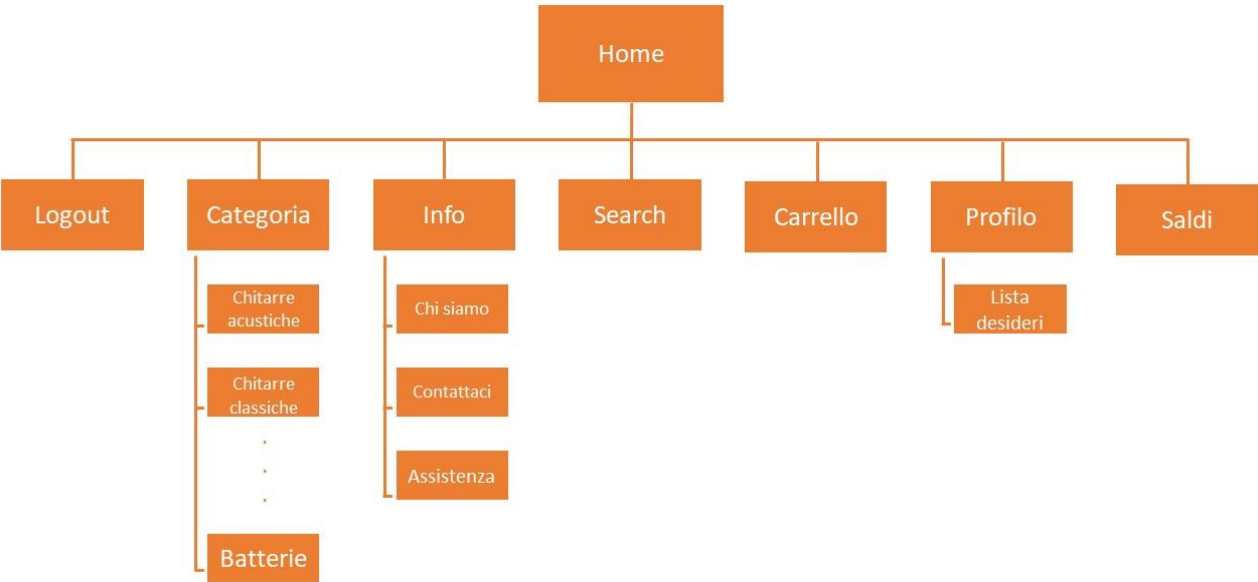 Home
Logout
Categoria
Info
Search
Carrello
Profilo
Saldi
Chitarre
acustiche
Chi siamo
Lista
desideri
Chitarre
classiche
Contattaci
.
.
.
Assistenza
Batterie